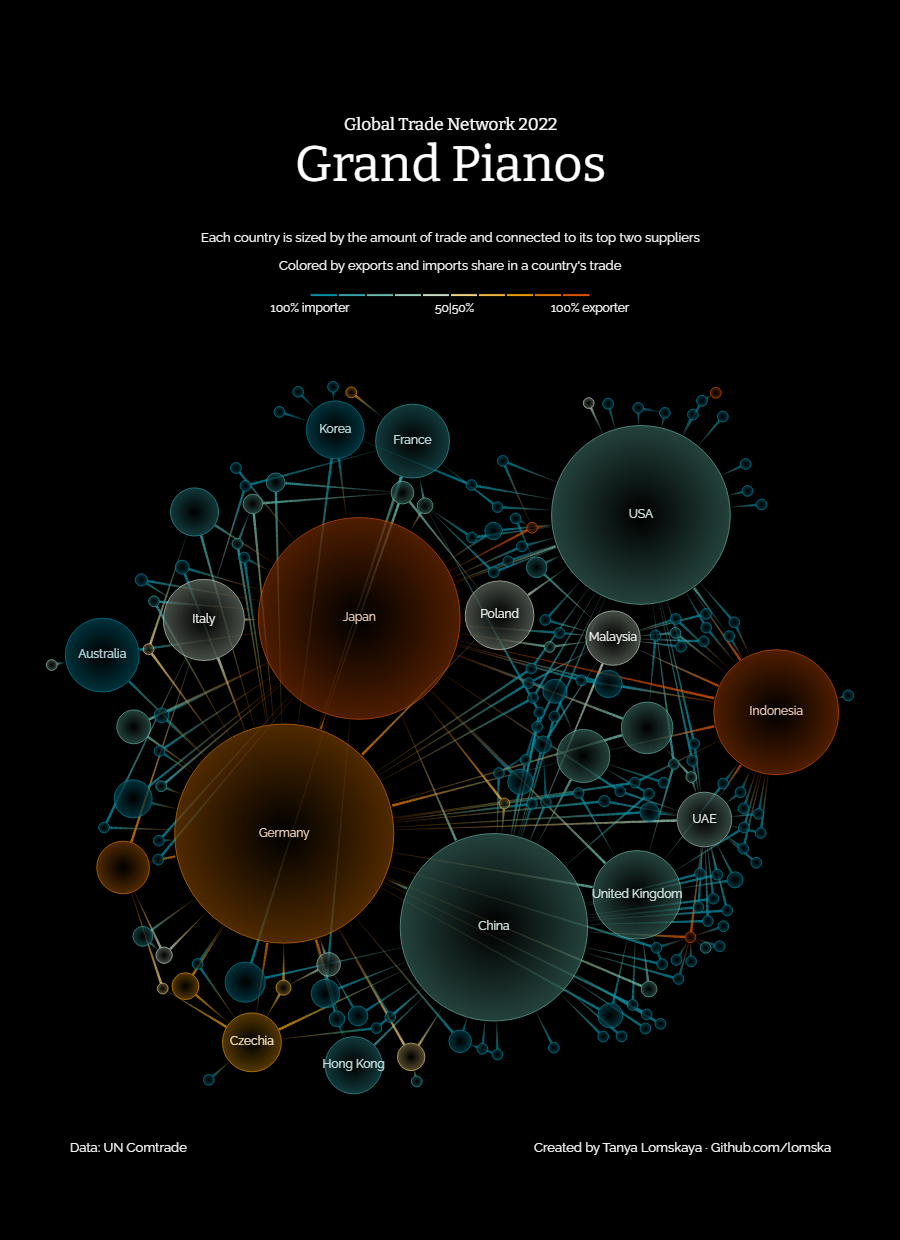 Global Trade Network 2022
Grand Pianos
Each country is sized by the amount of trade and connected to its top two suppliers
Colored by exports and imports share in a country's trade
100% importer 50|50% 100% exporter
Korea
France
USA
Poland
Italy
Japan
Malaysia
Australia
Indonesia
UAE
Germany
United Kingdom
China
Czechia
Hong Kong
Data: UN Comtrade
Created by Tanya Lomskaya · Github.com/lomska